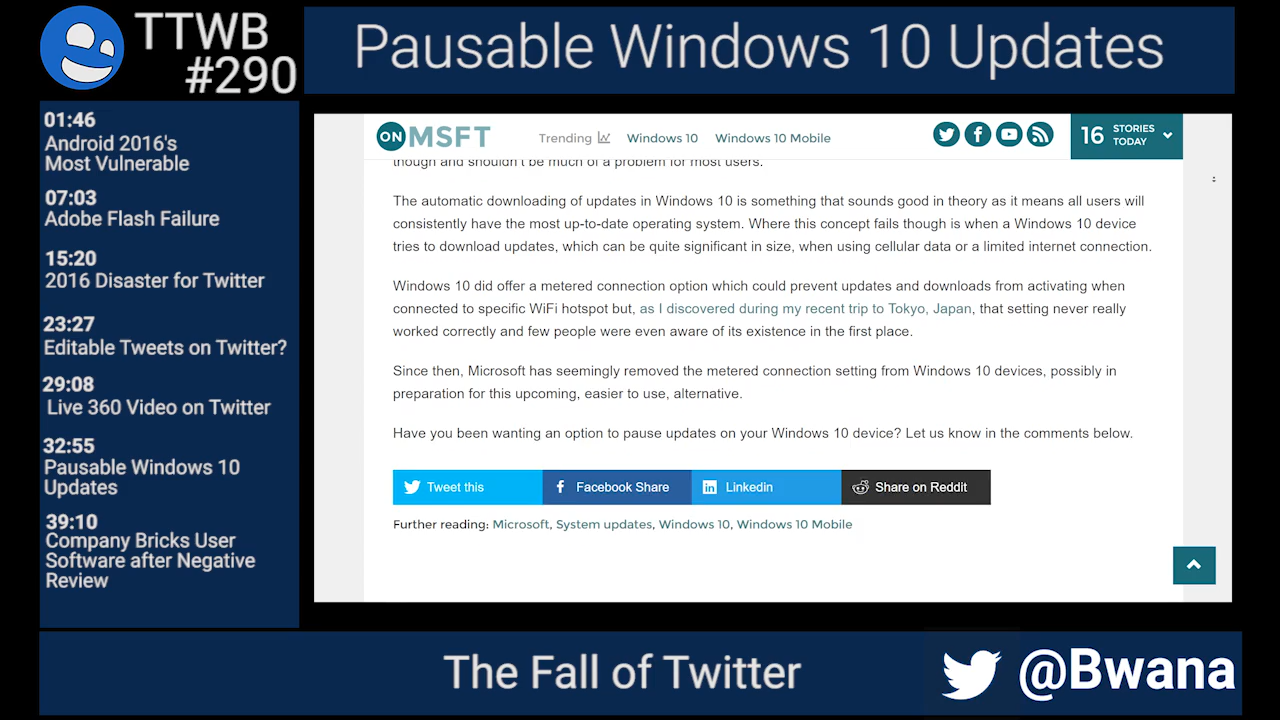 TTWB
#290
Pausable Windows 10 Updates
01:46
Android 2016's
Most Vulnerable
07:03
Adobe Flash Failure
15:20
2016 Disaster for Twitter
23:27
Editable Tweets on Twitter?
29:08
Live 360 Video on Twitter
32:55
Pausable Windows 10
Updates
39:10
Company Bricks User
Software after Negative
Review
ON MSFT
Trending
Windows 10
Windows 10 Mobile
16 STORIES
TODAY
though and shouldn't be much of a problem for most users.
The automatic downloading of updates in Windows 10 is something that sounds good in theory as it means all users will
consistently have the most up-to-date operating system. Where this concept fails though is when a Windows 10 device
tries to download updates, which can be quite significant in size, when using cellular data or a limited internet connection.
Windows 10 did offer a metered connection option which could prevent updates and downloads from activating when
connected to specific WiFi hotspot but, as I discovered during my recent trip to Tokyo, Japan, that setting never really
worked correctly and few people were even aware of its existence in the first place.
Since then, Microsoft has seemingly removed the metered connection setting from Windows 10 devices, possibly in
preparation for this upcoming, easier to use, alternative.
Have you been wanting an option to pause updates on your Windows 10 device? Let us know in the comments below.
Tweet this
Facebook Share
Linkedin
Share on Reddit
Further reading: Microsoft, System updates, Windows 10, Windows 10 Mobile
The Fall of Twitter
@Bwana